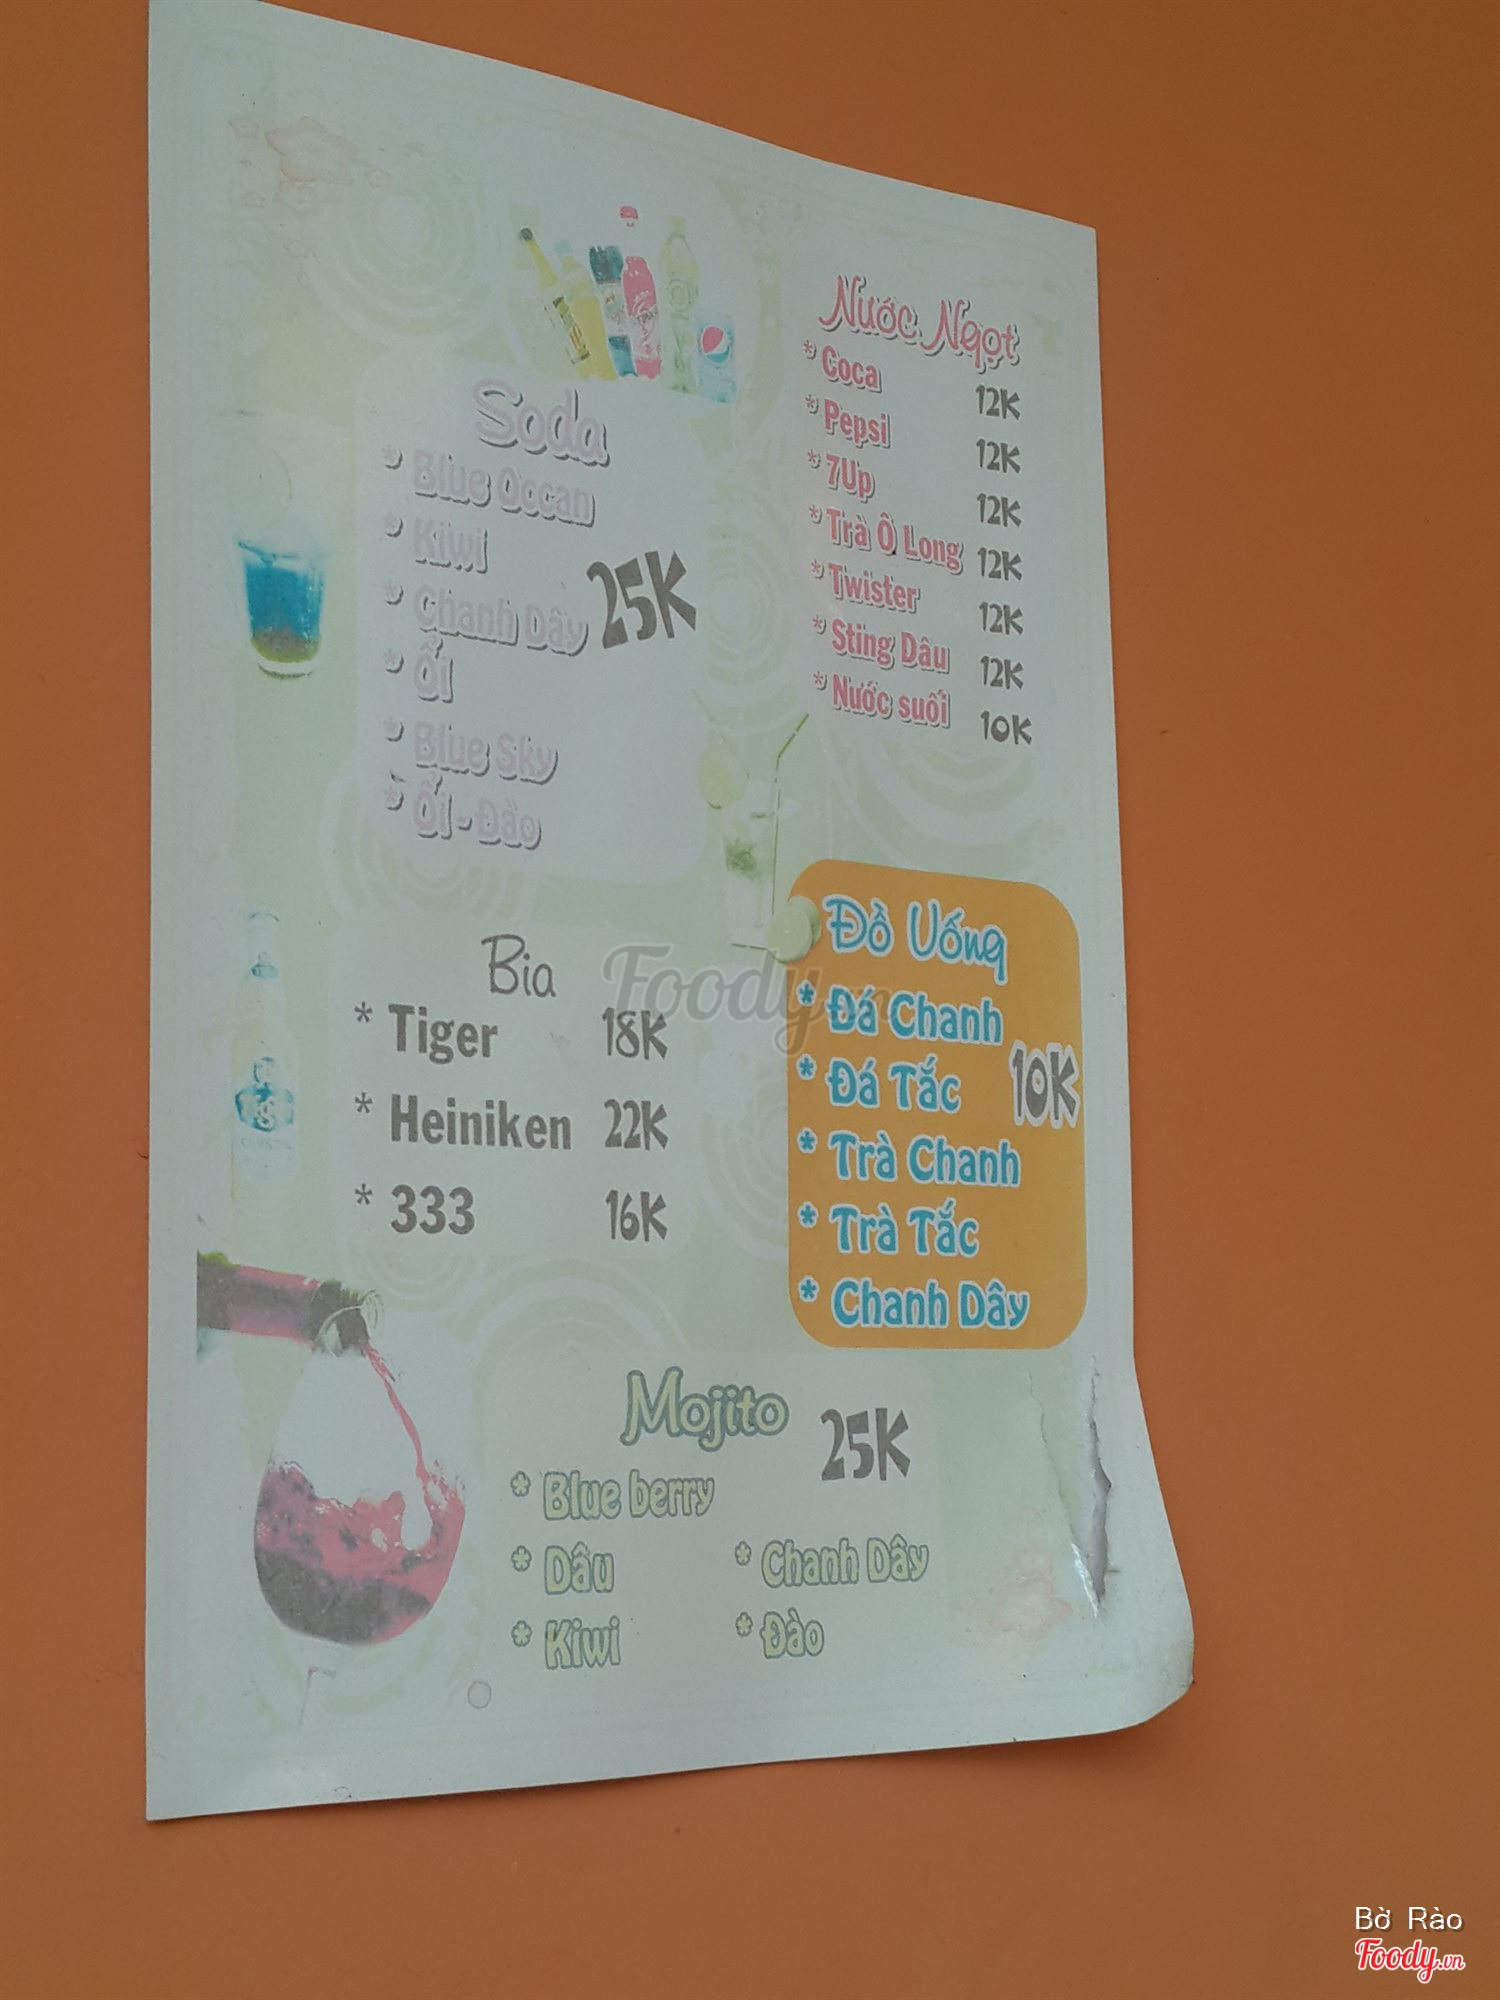 Soda
* Blue Occan
* Kiwi
* Chanh Dây
25K
* Ổi
* Blue Sky
* Ổi - Đào
Nước Ngọt
* Coca 12K
* Pepsi 12K
* 7Up 12K
* Trà Ô Long 12K
* Twister 12K
* Sting Dâu 12K
* Nước suối 10K
Bia
* Tiger 18K
* Heiniken 22K
* 333 16K
Đồ Uống
* Đá Chanh
* Đá Tắc
10K
* Trà Chanh
* Trà Tắc
* Chanh Dây
Mojito 25K
* Blue berry
* Dâu
* Kiwi
* Chanh Dây
* Đào
Foody.vn
Bờ Rào
Foody.vn